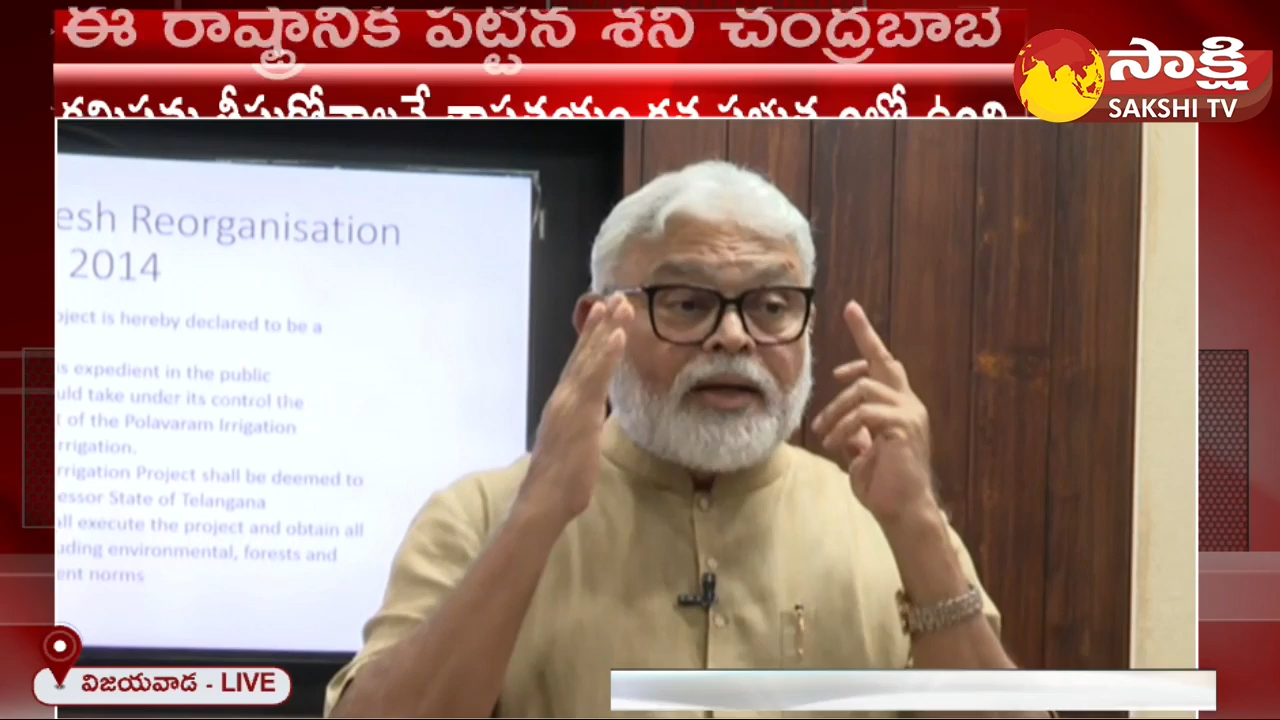 ఈ రాష్ట్రానికి పట్టిన శని చంద్రబాబ
సాక్షి
SAKSHI TV
esh Reorganisation
2014
oject is hereby declared to be a
is expedient in the public
uld take under its control the
t of the Polavaram Irrigation
rrigation.
rrigation Project shall be deemed to
essor State of Telangana
all execute the project and obtain all
uding environmental, forests and
ent norms
విజయవాడ - LIVE